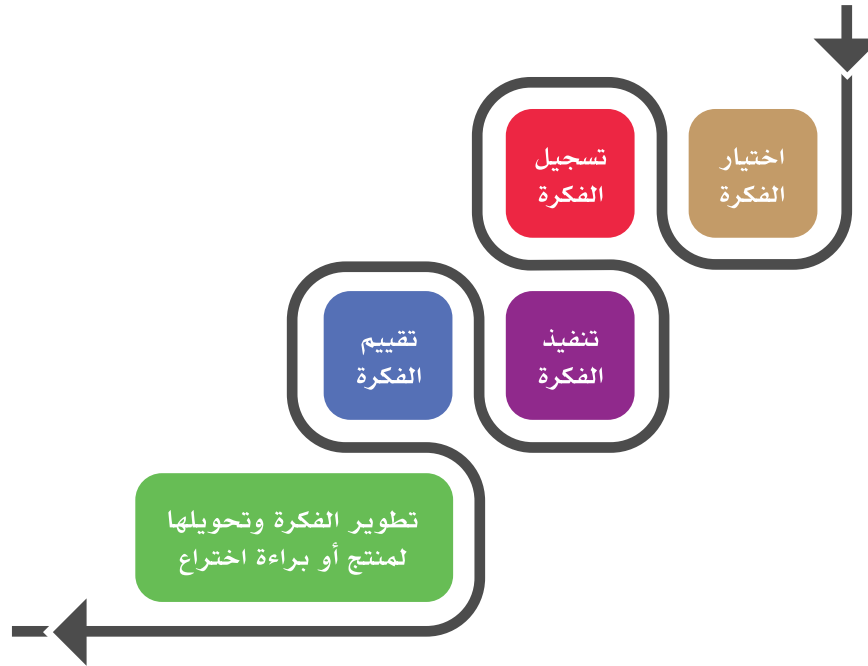 اختيار
الفكرة
تسجيل
الفكرة
تنفيذ
الفكرة
تقييم
الفكرة
تطوير الفكرة وتحويلها
لمنتج أو براءة اختراع